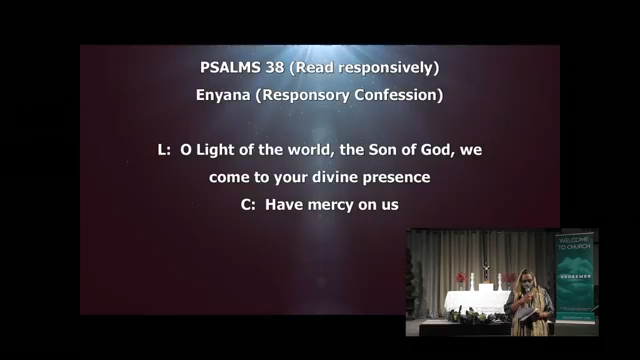 PSALMS 38 (Read responsively)
Enyana (Responsory Confession)
L: O Light of the world, the Son of God, we
come to your divine presence
C: Have mercy on us
WELCOME
TO CHURCH
REDEEMER